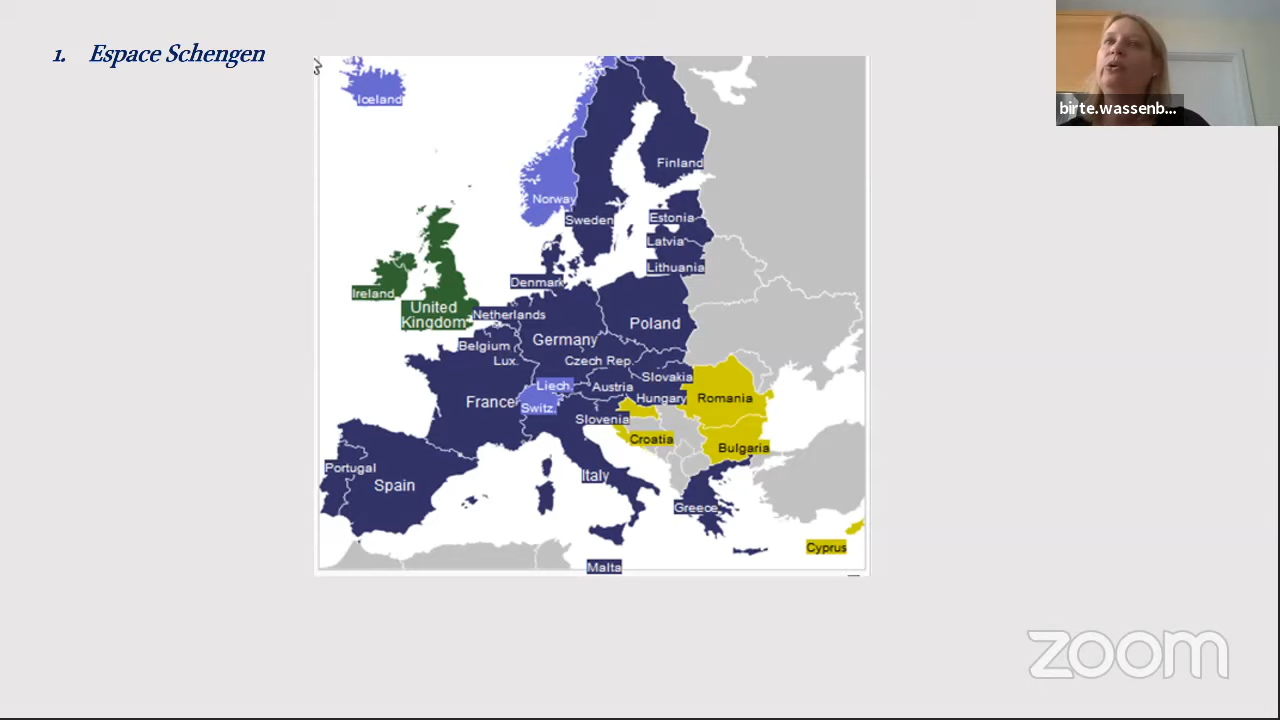 1. Espace Schengen
birte.wassenb...
Iceland
Finland
Norway
Sweden
Estonia
Latvia
Lithuania
Denmark
Ireland
United
Kingdom
Netherlands
Poland
Germany
Belgium
Lux.
Czech Rep.
Slovakia
Liech.
Austria
Hungary
Romania
France
Switz.
Slovenia
Croatia
Bulgaria
Portugal
Spain
Italy
Greece
Cyprus
Malta
zoom